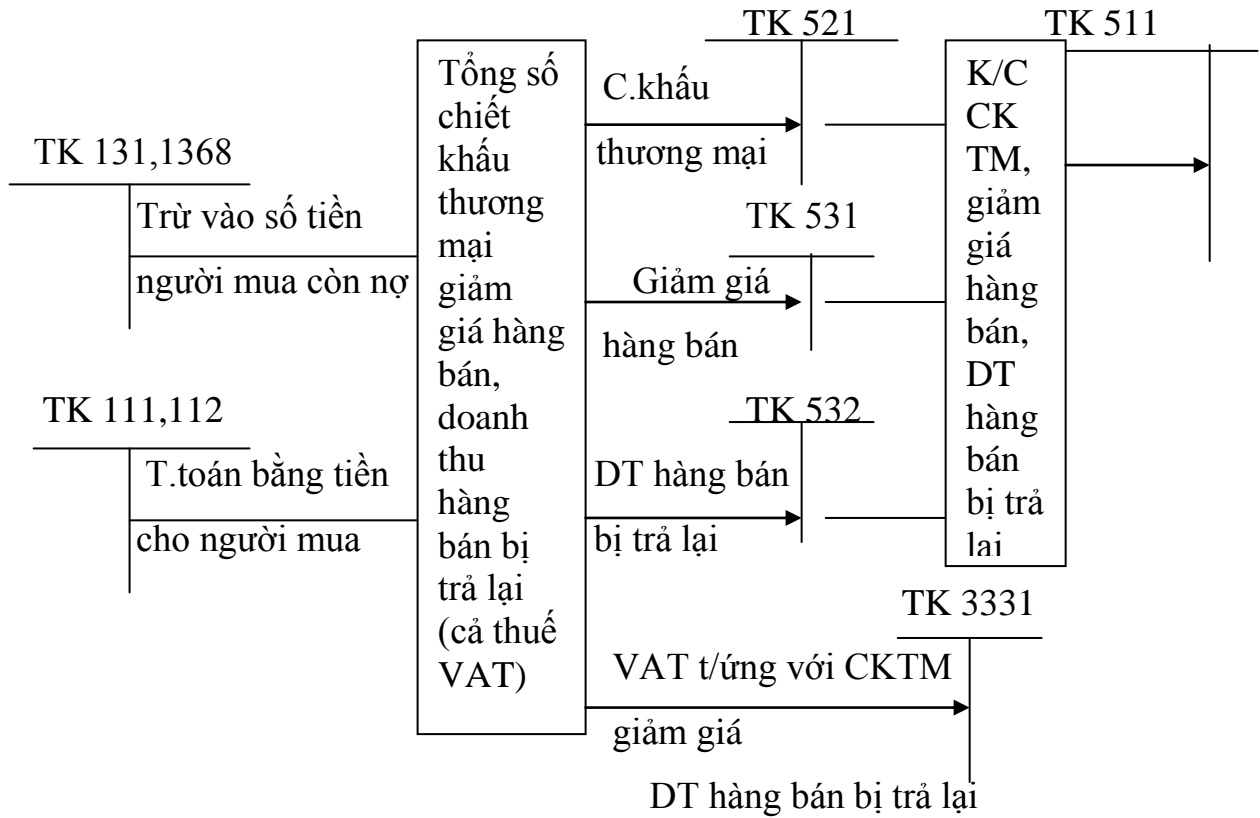 TK 521
TK 511
Tổng số
chiết
khấu
thương
mại
giảm
giá hàng
bán,
doanh
thu
hàng
bán bị
trả lại
(cả thuế
VAT)
C.khấu
thương mại
K/C
CK
TM,
giảm
giá
hàng
bán,
DT
hàng
bán
bị trả
lại
TK 131,1368
Trừ vào số tiền
người mua còn nợ
TK 531
Giảm giá
hàng bán
TK 111,112
T.toán bằng tiền
cho người mua
TK 532
DT hàng bán
bị trả lại
TK 3331
VAT t/ứng với CKTM
giảm giá
DT hàng bán bị trả lại